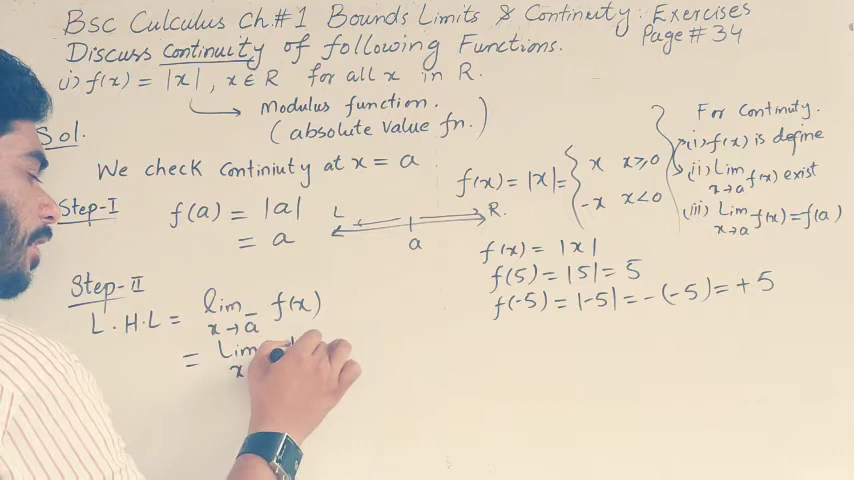 Bsc Calculus Ch.#1 Bounds Limits & Continuity: Exercises
Page # 34
Discuss Continuity of following Functions.
i) f(x) = |x| , x ∈ R for all x in R.
Modulus function.
(absolute value fn.)
Sol.
We check continiuty at x = a
Step-I f(a) = |a|
= a
L R.
a
Step-II
L.H.L = lim x→a⁻ f(x)
= Lim x
f(x) = |x| = { x x≥0
-x x<0 }
f(x) = |x|
f(5) = |5| = 5
f(-5) = |-5| = -(-5) = +5
For Continuty.
(i) f(x) is define
(ii) Lim x→a f(x) exist
(iii) Lim x→a f(x) = f(a)